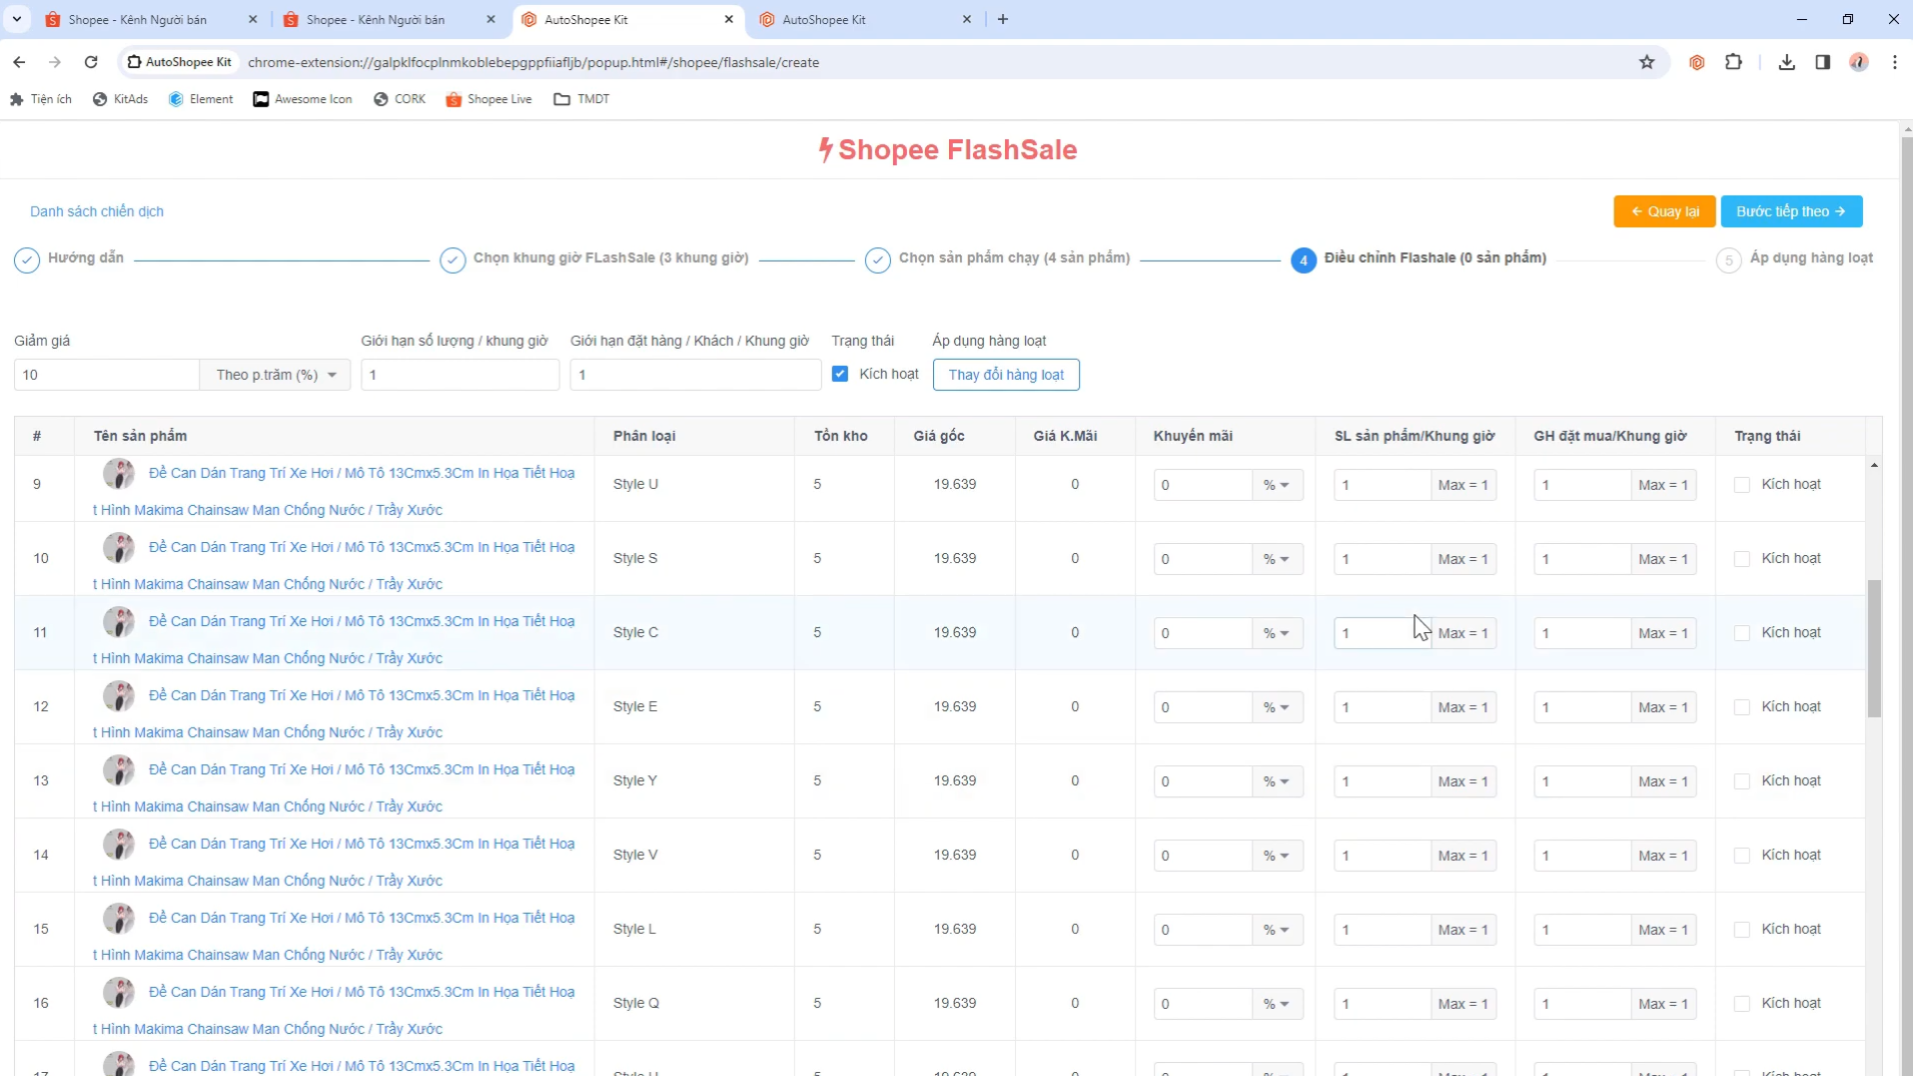 Shopee - Kênh Người bán
Shopee - Kênh Người bán
AutoShopee Kit
AutoShopee Kit
AutoShopee Kit
chrome-extension://galpklfocplnmkoblebepgppfiiafljb/popup.html#/shopee/flashsale/create
Tiện ích
KitAds
Element
Awesome Icon
CORK
Shopee Live
TMDT
Shopee FlashSale
Danh sách chiến dịch
Quay lại
Bước tiếp theo
Hướng dẫn
Chọn khung giờ FLashSale (3 khung giờ)
Chọn sản phẩm chạy (4 sản phẩm)
4 Điều chỉnh Flashale (0 sản phẩm)
5 Áp dụng hàng loạt
Giảm giá Giới hạn số lượng / khung giờ Giới hạn đặt hàng / Khách / Khung giờ Trạng thái Áp dụng hàng loạt
10 Theo p.trăm (%) 1 1 Kích hoạt Thay đổi hàng loạt
# Tên sản phẩm Phân loại Tồn kho Giá gốc Giá K.Mãi Khuyến mãi SL sản phẩm/Khung giờ GH đặt mua/Khung giờ Trạng thái
Đề Can Dán Trang Trí Xe Hơi / Mô Tô 13Cmx5.3Cm In Họa Tiết Hoạ
9 Style U 5 19.639 0 0 % 1 Max = 1 1 Max = 1 Kích hoạt
t Hình Makima Chainsaw Man Chống Nước / Trầy Xước
Đề Can Dán Trang Trí Xe Hơi / Mô Tô 13Cmx5.3Cm In Họa Tiết Hoạ
10 Style S 5 19.639 0 0 % 1 Max = 1 1 Max = 1 Kích hoạt
t Hình Makima Chainsaw Man Chống Nước / Trầy Xước
Đề Can Dán Trang Trí Xe Hơi / Mô Tô 13Cmx5.3Cm In Họa Tiết Hoạ
11 Style C 5 19.639 0 0 % 1 Max = 1 1 Max = 1 Kích hoạt
t Hình Makima Chainsaw Man Chống Nước / Trầy Xước
Đề Can Dán Trang Trí Xe Hơi / Mô Tô 13Cmx5.3Cm In Họa Tiết Hoạ
12 Style E 5 19.639 0 0 % 1 Max = 1 1 Max = 1 Kích hoạt
t Hình Makima Chainsaw Man Chống Nước / Trầy Xước
Đề Can Dán Trang Trí Xe Hơi / Mô Tô 13Cmx5.3Cm In Họa Tiết Hoạ
13 Style Y 5 19.639 0 0 % 1 Max = 1 1 Max = 1 Kích hoạt
t Hình Makima Chainsaw Man Chống Nước / Trầy Xước
Đề Can Dán Trang Trí Xe Hơi / Mô Tô 13Cmx5.3Cm In Họa Tiết Hoạ
14 Style V 5 19.639 0 0 % 1 Max = 1 1 Max = 1 Kích hoạt
t Hình Makima Chainsaw Man Chống Nước / Trầy Xước
Đề Can Dán Trang Trí Xe Hơi / Mô Tô 13Cmx5.3Cm In Họa Tiết Hoạ
15 Style L 5 19.639 0 0 % 1 Max = 1 1 Max = 1 Kích hoạt
t Hình Makima Chainsaw Man Chống Nước / Trầy Xước
Đề Can Dán Trang Trí Xe Hơi / Mô Tô 13Cmx5.3Cm In Họa Tiết Hoạ
16 Style Q 5 19.639 0 0 % 1 Max = 1 1 Max = 1 Kích hoạt
t Hình Makima Chainsaw Man Chống Nước / Trầy Xước
Đề Can Dán Trang Trí Xe Hơi / Mô Tô 13Cmx5.3Cm In Họa Tiết Hoạ